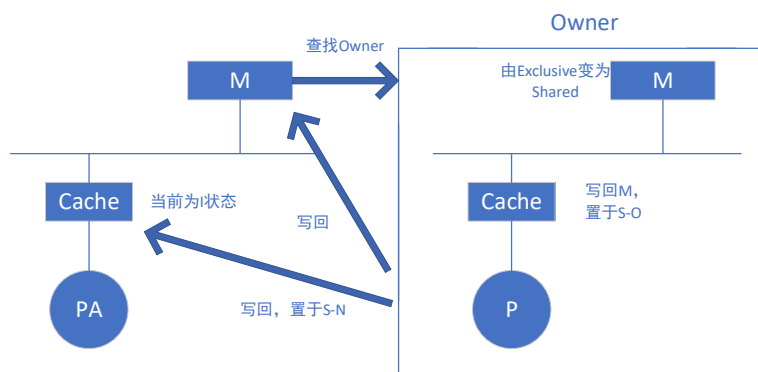 Owner
查找Owner
M
由Exclusive变为
Shared
M
Cache
当前为I状态
写回
Cache
写回M，
置于S-O
PA
写回，置于S-N
P